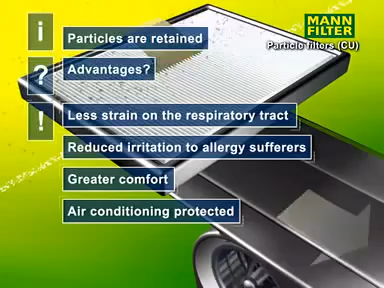 MANN
FILTER
i
Particles are retained
Particle filters (CU)
?
Advantages?
!
Less strain on the respiratory tract
Reduced irritation to allergy sufferers
Greater comfort
Air conditioning protected